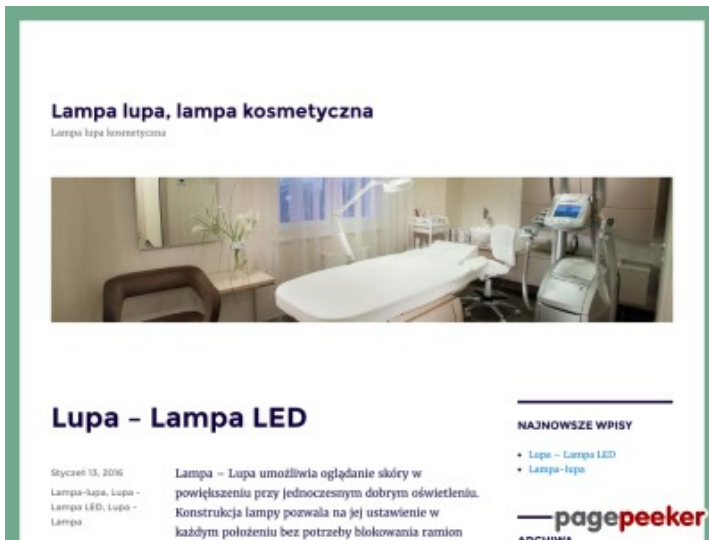 Lampa lupa, lampa kosmetyczna
Lampa lupa kosmetyczna
Lupa – Lampa LED
Styczeń 13, 2016
Lampa-lupa, Lupa -
Lampa LED, Lupa -
Lampa
Lampa – Lupa umożliwia oglądanie skóry w
powiększeniu przy jednoczesnym dobrym oświetleniu.
Konstrukcja lampy pozwala na jej ustawienie w
każdym położeniu bez potrzeby blokowania ramion
NAJNOWSZE WPISY
• Lupa – Lampa LED
• Lampa-lupa
ARCHIWA
pagepeeker